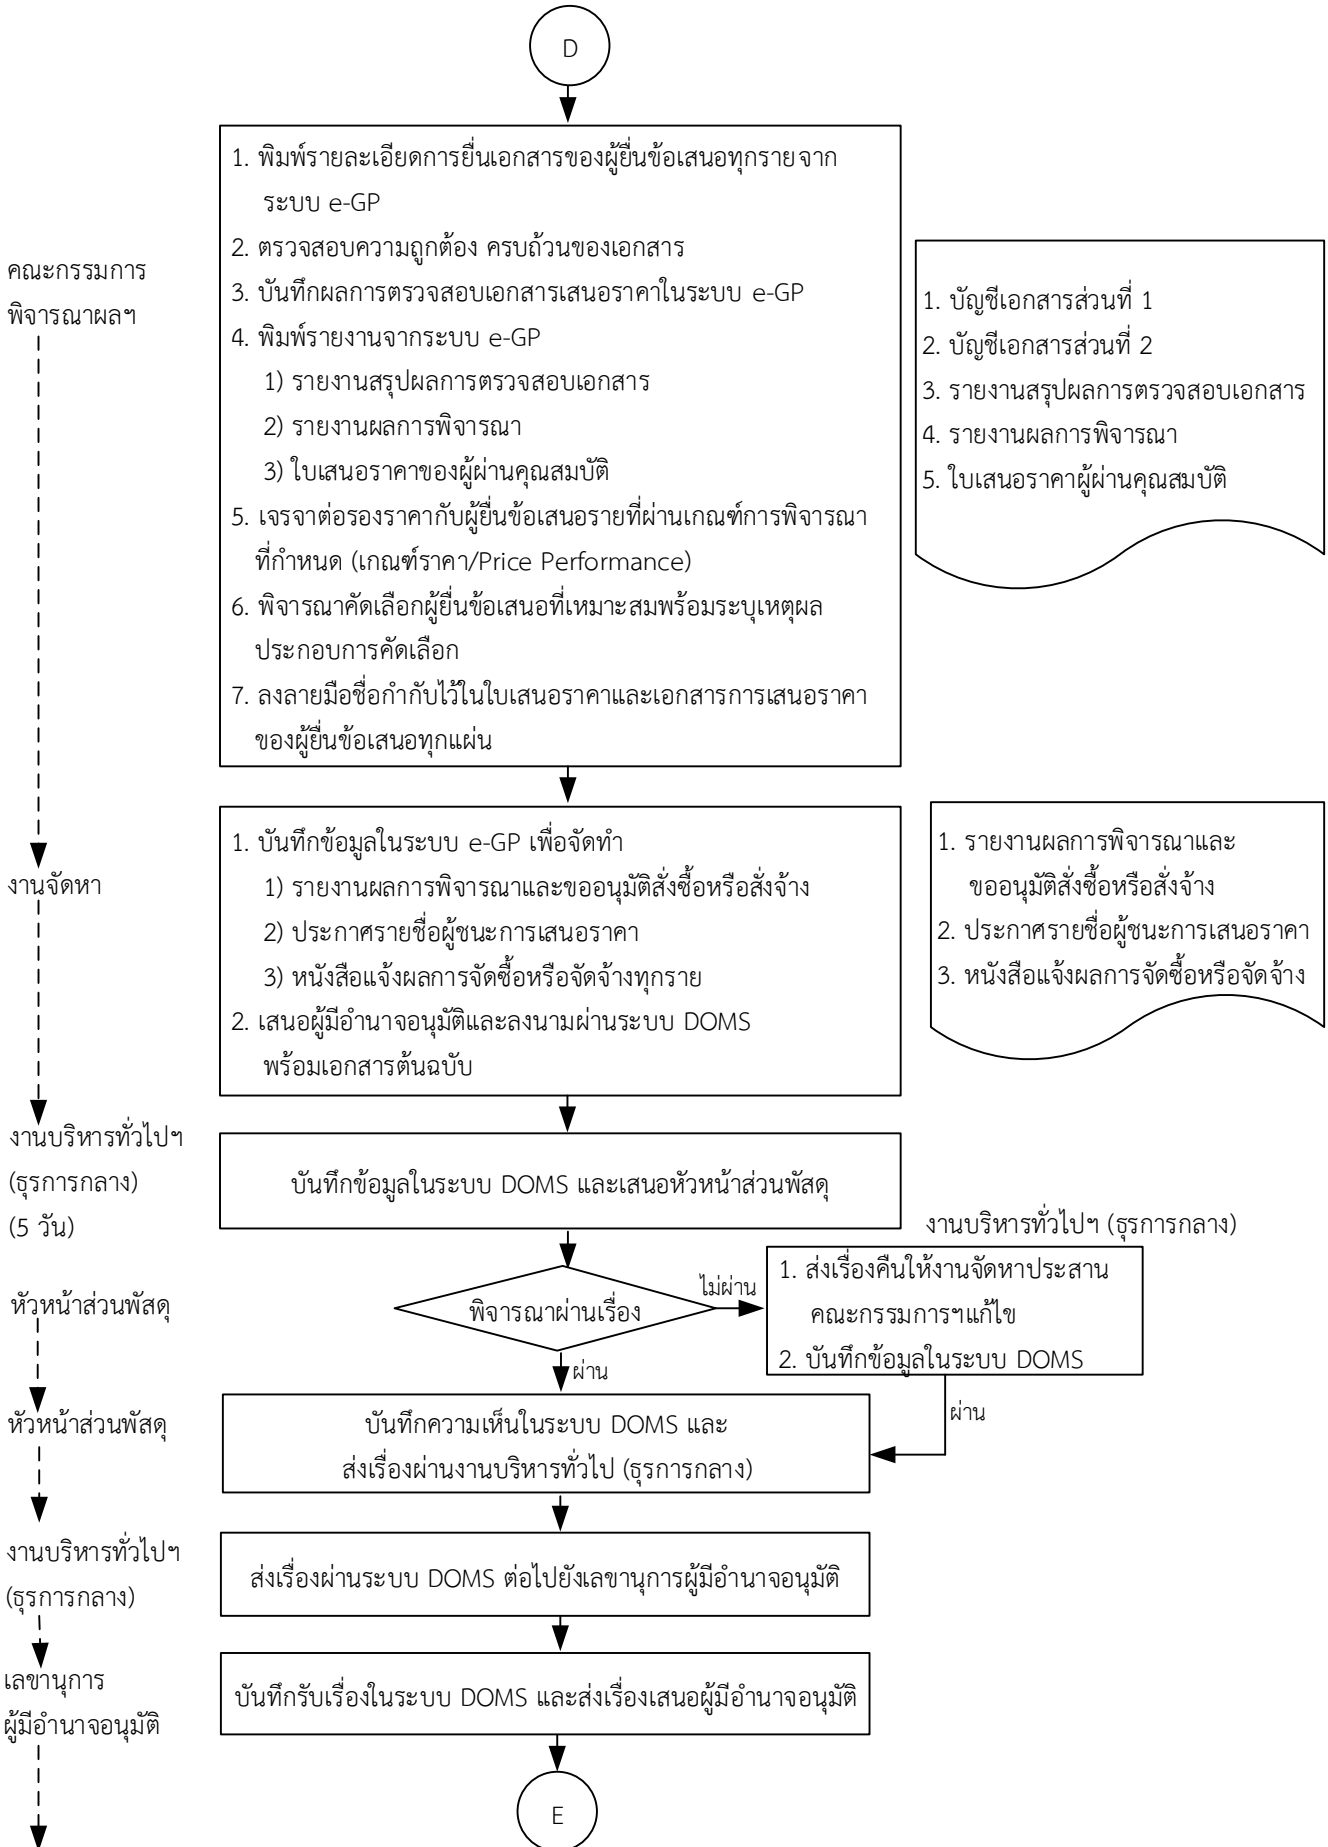 D
1. พิมพ์รายละเอียดการยื่นเอกสารของผู้ยื่นข้อเสนอทุกรายจาก
ระบบ e-GP
2. ตรวจสอบความถูกต้อง ครบถ้วนของเอกสาร
3. บันทึกผลการตรวจสอบเอกสารเสนอราคาในระบบ e-GP
4. พิมพ์รายงานจากระบบ e-GP
1) รายงานสรุปผลการตรวจสอบเอกสาร
2) รายงานผลการพิจารณา
3) ใบเสนอราคาของผู้ผ่านคุณสมบัติ
5. เจรจาต่อรองราคากับผู้ยื่นข้อเสนอรายที่ผ่านเกณฑ์การพิจารณา
ที่กำหนด (เกณฑ์ราคา/Price Performance)
6. พิจารณาคัดเลือกผู้ยื่นข้อเสนอที่เหมาะสมพร้อมระบุเหตุผล
ประกอบการคัดเลือก
7. ลงลายมือชื่อกำกับไว้ในใบเสนอราคาและเอกสารการเสนอราคา
ของผู้ยื่นข้อเสนอทุกแผ่น
คณะกรรมการ
พิจารณาผลฯ
1. บัญชีเอกสารส่วนที่ 1
2. บัญชีเอกสารส่วนที่ 2
3. รายงานสรุปผลการตรวจสอบเอกสาร
4. รายงานผลการพิจารณา
5. ใบเสนอราคาผู้ผ่านคุณสมบัติ
งานจัดหา
1. บันทึกข้อมูลในระบบ e-GP เพื่อจัดทำ
1) รายงานผลการพิจารณาและขออนุมัติสั่งซื้อหรือสั่งจ้าง
2) ประกาศรายชื่อผู้ชนะการเสนอราคา
3) หนังสือแจ้งผลการจัดซื้อหรือจัดจ้างทุกราย
2. เสนอผู้มีอำนาจอนุมัติและลงนามผ่านระบบ DOMS
พร้อมเอกสารต้นฉบับ
1. รายงานผลการพิจารณาและ
ขออนุมัติสั่งซื้อหรือสั่งจ้าง
2. ประกาศรายชื่อผู้ชนะการเสนอราคา
3. หนังสือแจ้งผลการจัดซื้อหรือจัดจ้าง
งานบริหารทั่วไปฯ
(ธุรการกลาง)
(5 วัน)
บันทึกข้อมูลในระบบ DOMS และเสนอหัวหน้าส่วนพัสดุ
งานบริหารทั่วไปฯ (ธุรการกลาง)
หัวหน้าส่วนพัสดุ
พิจารณาผ่านเรื่อง
ไม่ผ่าน
1. ส่งเรื่องคืนให้งานจัดหาประสาน
คณะกรรมการฯแก้ไข
2. บันทึกข้อมูลในระบบ DOMS
ผ่าน
ผ่าน
หัวหน้าส่วนพัสดุ
บันทึกความเห็นในระบบ DOMS และ
ส่งเรื่องผ่านงานบริหารทั่วไป (ธุรการกลาง)
งานบริหารทั่วไปฯ
(ธุรการกลาง)
ส่งเรื่องผ่านระบบ DOMS ต่อไปยังเลขานุการผู้มีอำนาจอนุมัติ
เลขานุการ
ผู้มีอำนาจอนุมัติ
บันทึกรับเรื่องในระบบ DOMS และส่งเรื่องเสนอผู้มีอำนาจอนุมัติ
E